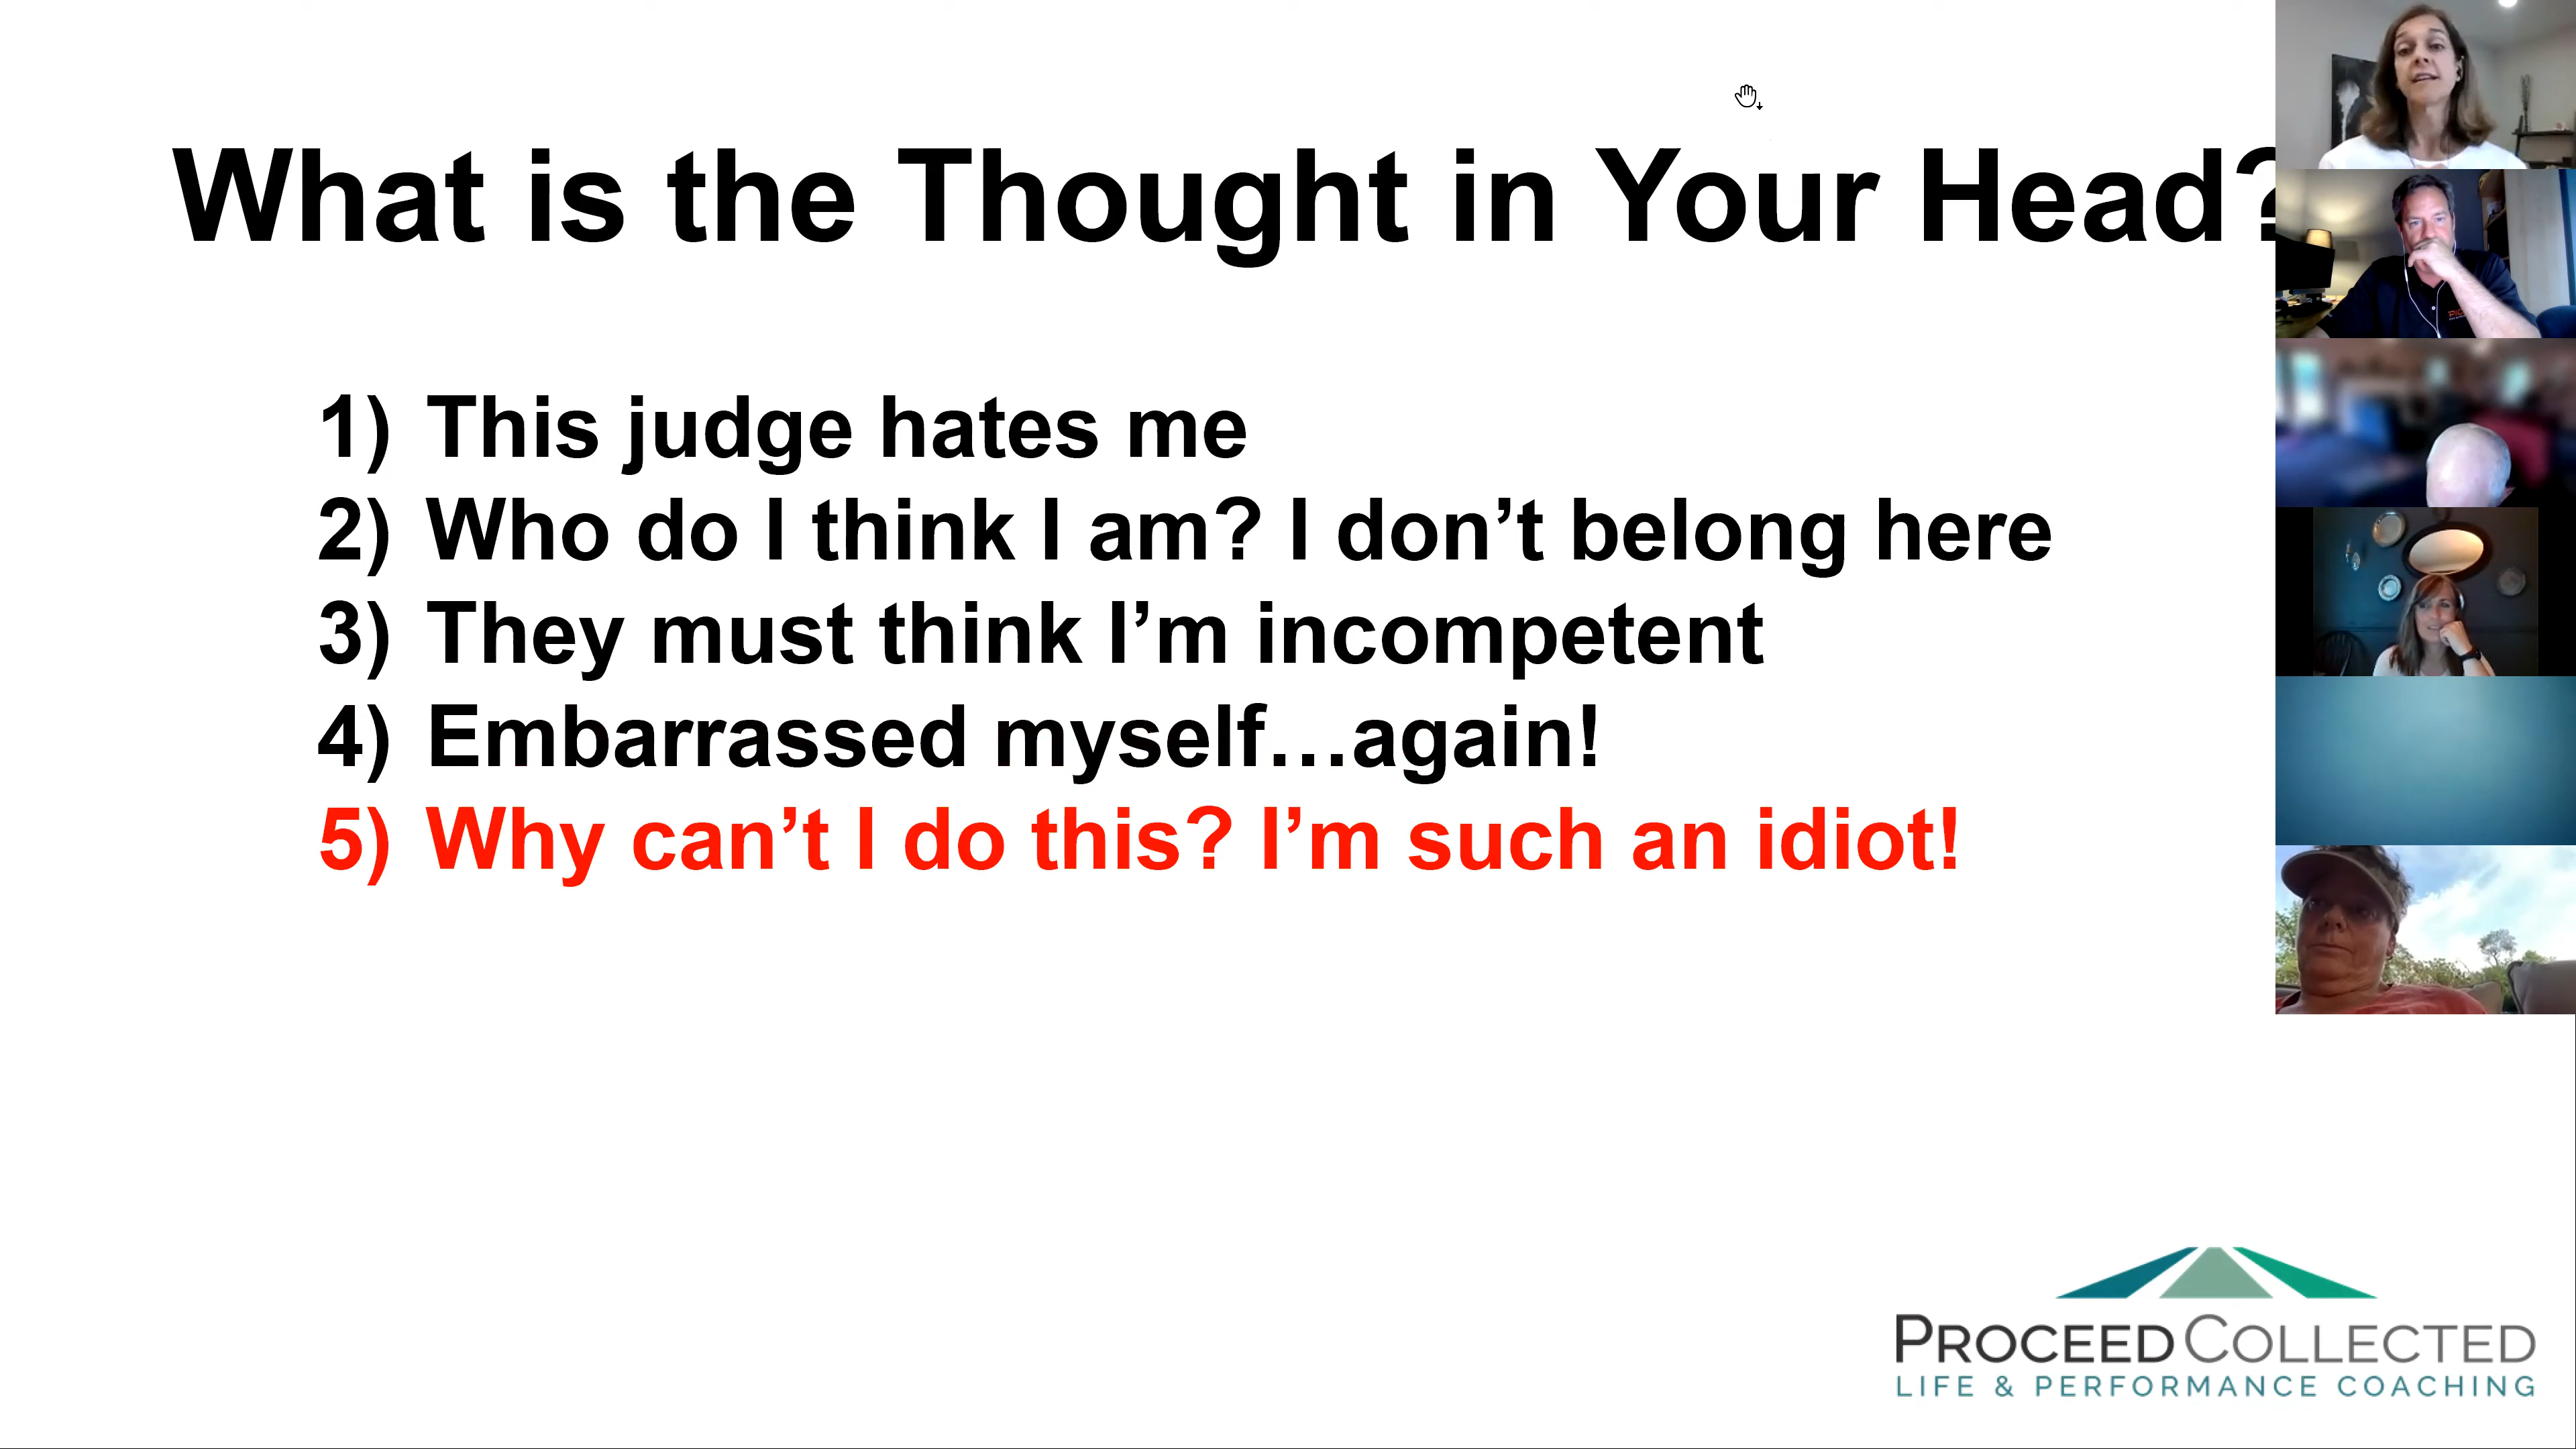 What is the Thought in Your Head?
1) This judge hates me
2) Who do I think I am? I don’t belong here
3) They must think I’m incompetent
4) Embarrassed myself…again!
5) Why can’t I do this? I’m such an idiot!
PROCEED COLLECTED
LIFE & PERFORMANCE COACHING